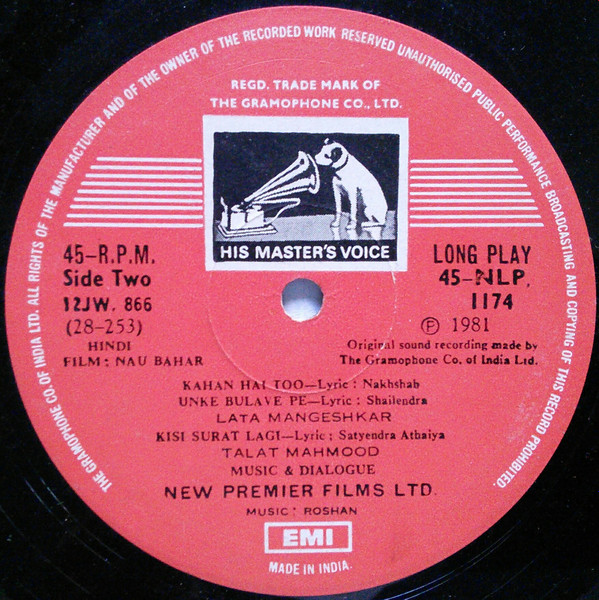 THE GRAMOPHONE CO. OF INDIA LTD. ALL RIGHTS OF THE MANUFACTURER AND OF THE OWNER OF THE RECORDED WORK RESERVED UNAUTHORISED PUBLIC PERFORMANCE BROADCASTING AND COPYING OF THIS RECORD PROHIBITED.
REGD. TRADE MARK OF
THE GRAMOPHONE CO., LTD.
HIS MASTER'S VOICE
45-R.P.M.
Side Two
12JW. 866
(28-253)
HINDI
FILM : NAU BAHAR
LONG PLAY
45-NLP.
1174
℗ 1981
Original sound recording made by
The Gramophone Co. of India Ltd.
KAHAN HAI TOO—Lyric : Nakhshab
UNKE BULAVE PE—Lyric : Shailendra
LATA MANGESHKAR
KISI SURAT LAGI—Lyric ; Satyendra Athaiya
TALAT MAHMOOD
MUSIC & DIALOGUE
NEW PREMIER FILMS LTD.
MUSIC : ROSHAN
EMI
MADE IN INDIA.